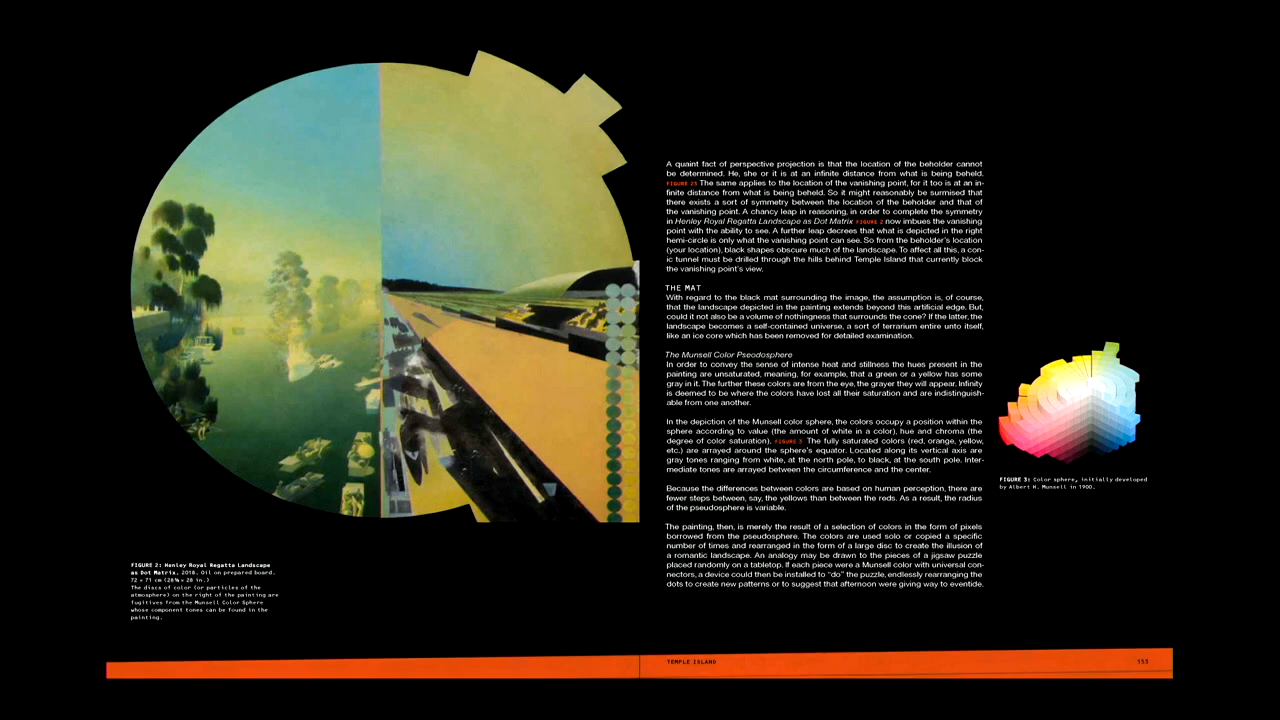 A quaint fact of perspective projection is that the location of the beholder cannot
be determined. He, she or it is at an infinite distance from what is being beheld.
FIGURE 23 The same applies to the location of the vanishing point, for it too is at an in-
finite distance from what is being beheld. So it might reasonably be surmised that
there exists a sort of symmetry between the location of the beholder and that of
the vanishing point. A chancy leap in reasoning, in order to complete the symmetry
in Henley Royal Regatta Landscape as Dot Matrix FIGURE 2 now imbues the vanishing
point with the ability to see. A further leap decrees that what is depicted in the right
hemi-circle is only what the vanishing point can see. So from the beholder's location
(your location), black shapes obscure much of the landscape. To affect all this, a con-
ic tunnel must be drilled through the hills behind Temple Island that currently block
the vanishing point's view.
THE MAT
With regard to the black mat surrounding the image, the assumption is, of course,
that the landscape depicted in the painting extends beyond this artificial edge. But,
could it not also be a volume of nothingness that surrounds the cone? If the latter, the
landscape becomes a self-contained universe, a sort of terrarium entire unto itself,
like an ice core which has been removed for detailed examination.
The Munsell Color Pseodosphere
In order to convey the sense of intense heat and stillness the hues present in the
painting are unsaturated, meaning, for example, that a green or a yellow has some
gray in it. The further these colors are from the eye, the grayer they will appear. Infinity
is deemed to be where the colors have lost all their saturation and are indistinguish-
able from one another.
In the depiction of the Munsell color sphere, the colors occupy a position within the
sphere according to value (the amount of white in a color), hue and chroma (the
degree of color saturation). FIGURE 3 The fully saturated colors (red, orange, yellow,
etc.) are arrayed around the sphere's equator. Located along its vertical axis are
gray tones ranging from white, at the north pole, to black, at the south pole. Inter-
mediate tones are arrayed between the circumference and the center.
Because the differences between colors are based on human perception, there are
fewer steps between, say, the yellows than between the reds. As a result, the radius
of the pseudosphere is variable.
The painting, then, is merely the result of a selection of colors in the form of pixels
borrowed from the pseudosphere. The colors are used solo or copied a specific
number of times and rearranged in the form of a large disc to create the illusion of
a romantic landscape. An analogy may be drawn to the pieces of a jigsaw puzzle
placed randomly on a tabletop. If each piece were a Munsell color with universal con-
nectors, a device could then be installed to "do" the puzzle, endlessly rearranging the
dots to create new patterns or to suggest that afternoon were giving way to eventide.
FIGURE 3: Color sphere, initially developed
by Albert H. Munsell in 1900.
FIGURE 2: Henley Royal Regatta Landscape
as Dot Matrix. 2018. Oil on prepared board.
72 × 71 cm (28⅜ × 28 in.)
The discs of color (or particles of the
atmosphere) on the right of the painting are
fugitives from the Munsell Color Sphere
whose component tones can be found in the
painting.
TEMPLE ISLAND
153